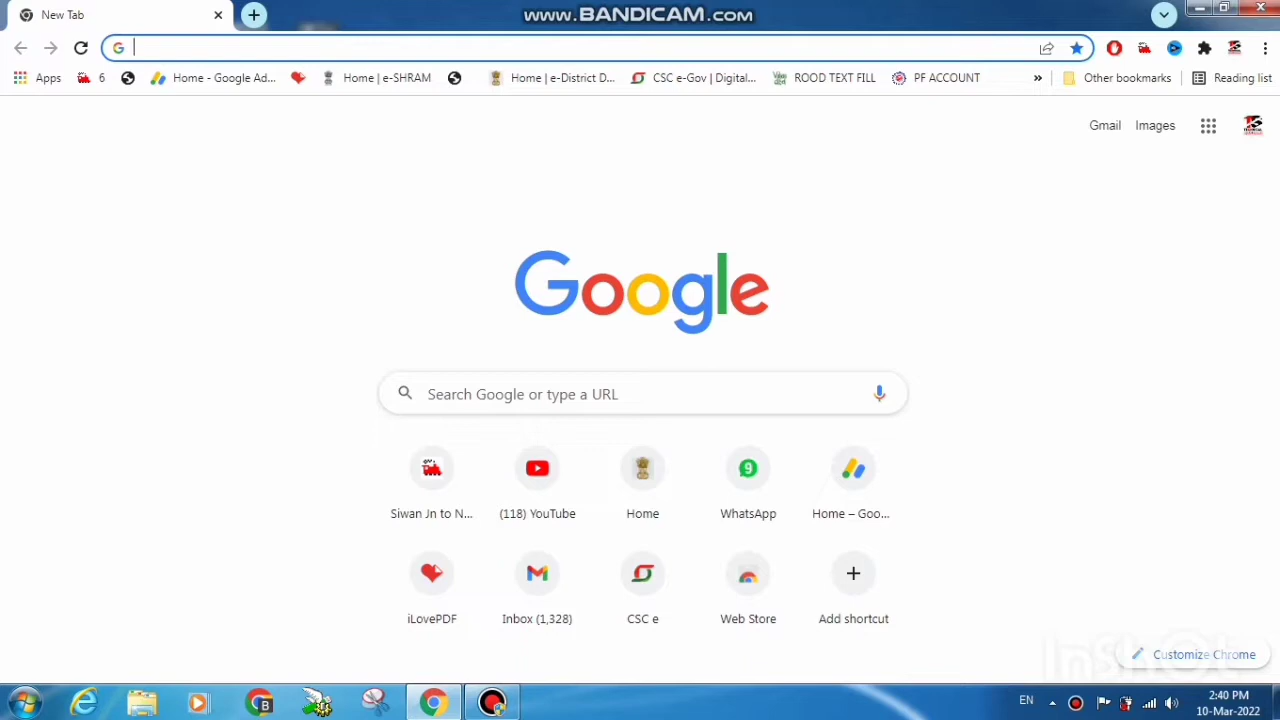 New Tab
www.BANDICAM.com
Apps
6
Home - Google Ad...
Home | e-SHRAM
Home | e-District D...
CSC e-Gov | Digital...
ROOD TEXT FILL
PF ACCOUNT
»
Other bookmarks
Reading list
Gmail
Images
Google
Search Google or type a URL
Siwan Jn to N...
(118) YouTube
Home
9
WhatsApp
Home – Goo...
iLovePDF
Inbox (1,328)
CSC e
Web Store
Add shortcut
InShOt
Customize Chrome
EN
2:40 PM
10-Mar-2022